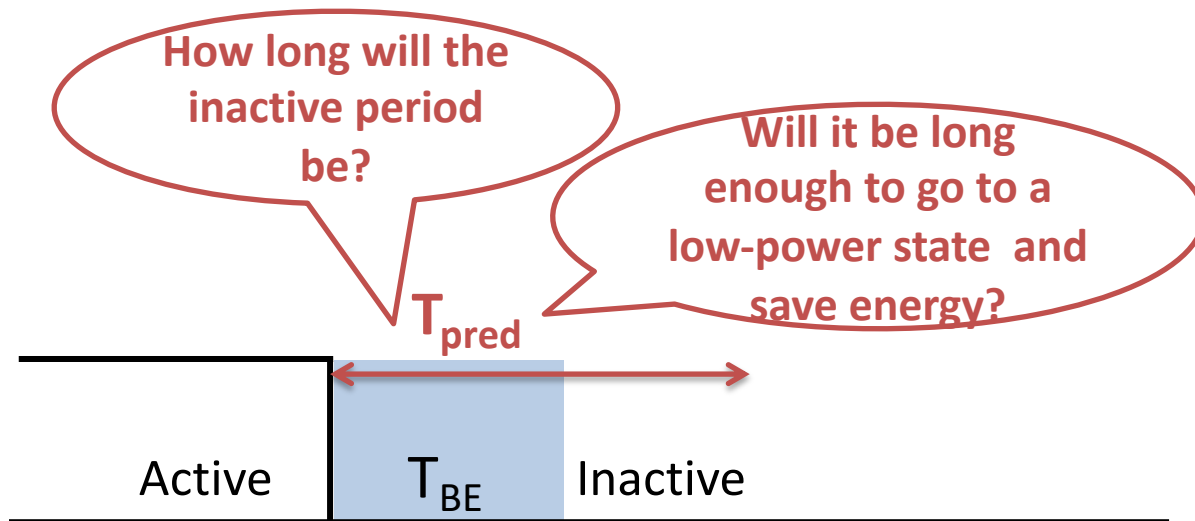 How long will the
inactive period
be?
Will it be long
enough to go to a
low-power state and
save energy?
Tpred
Active
TBE
Inactive